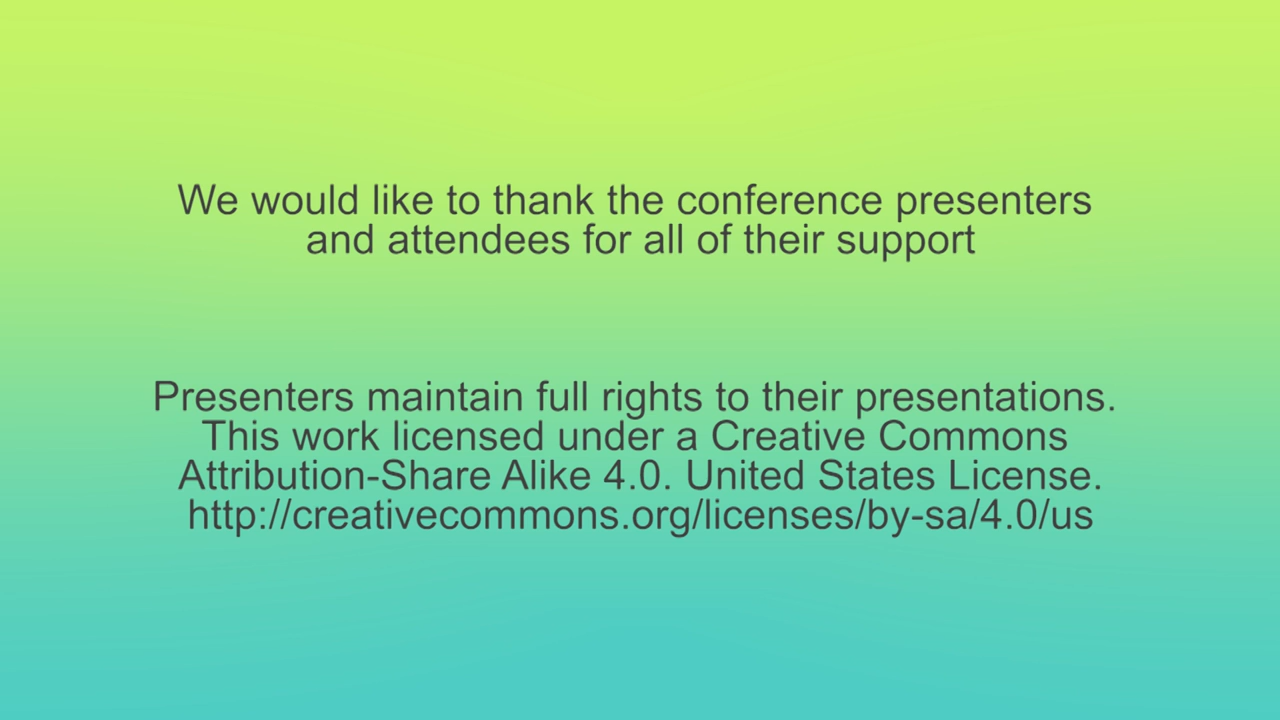 We would like to thank the conference presenters
and attendees for all of their support
Presenters maintain full rights to their presentations.
This work licensed under a Creative Commons
Attribution-Share Alike 4.0. United States License.
http://creativecommons.org/licenses/by-sa/4.0/us